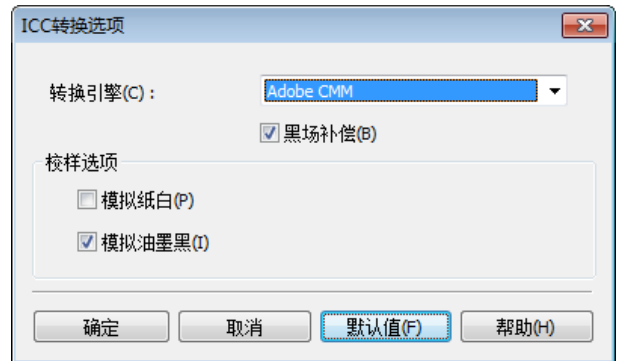 ICC转换选项
转换引擎(C)：
Adobe CMM
黑场补偿(B)
校样选项
模拟纸白(P)
模拟油墨黑(I)
确定
取消
默认值(F)
帮助(H)